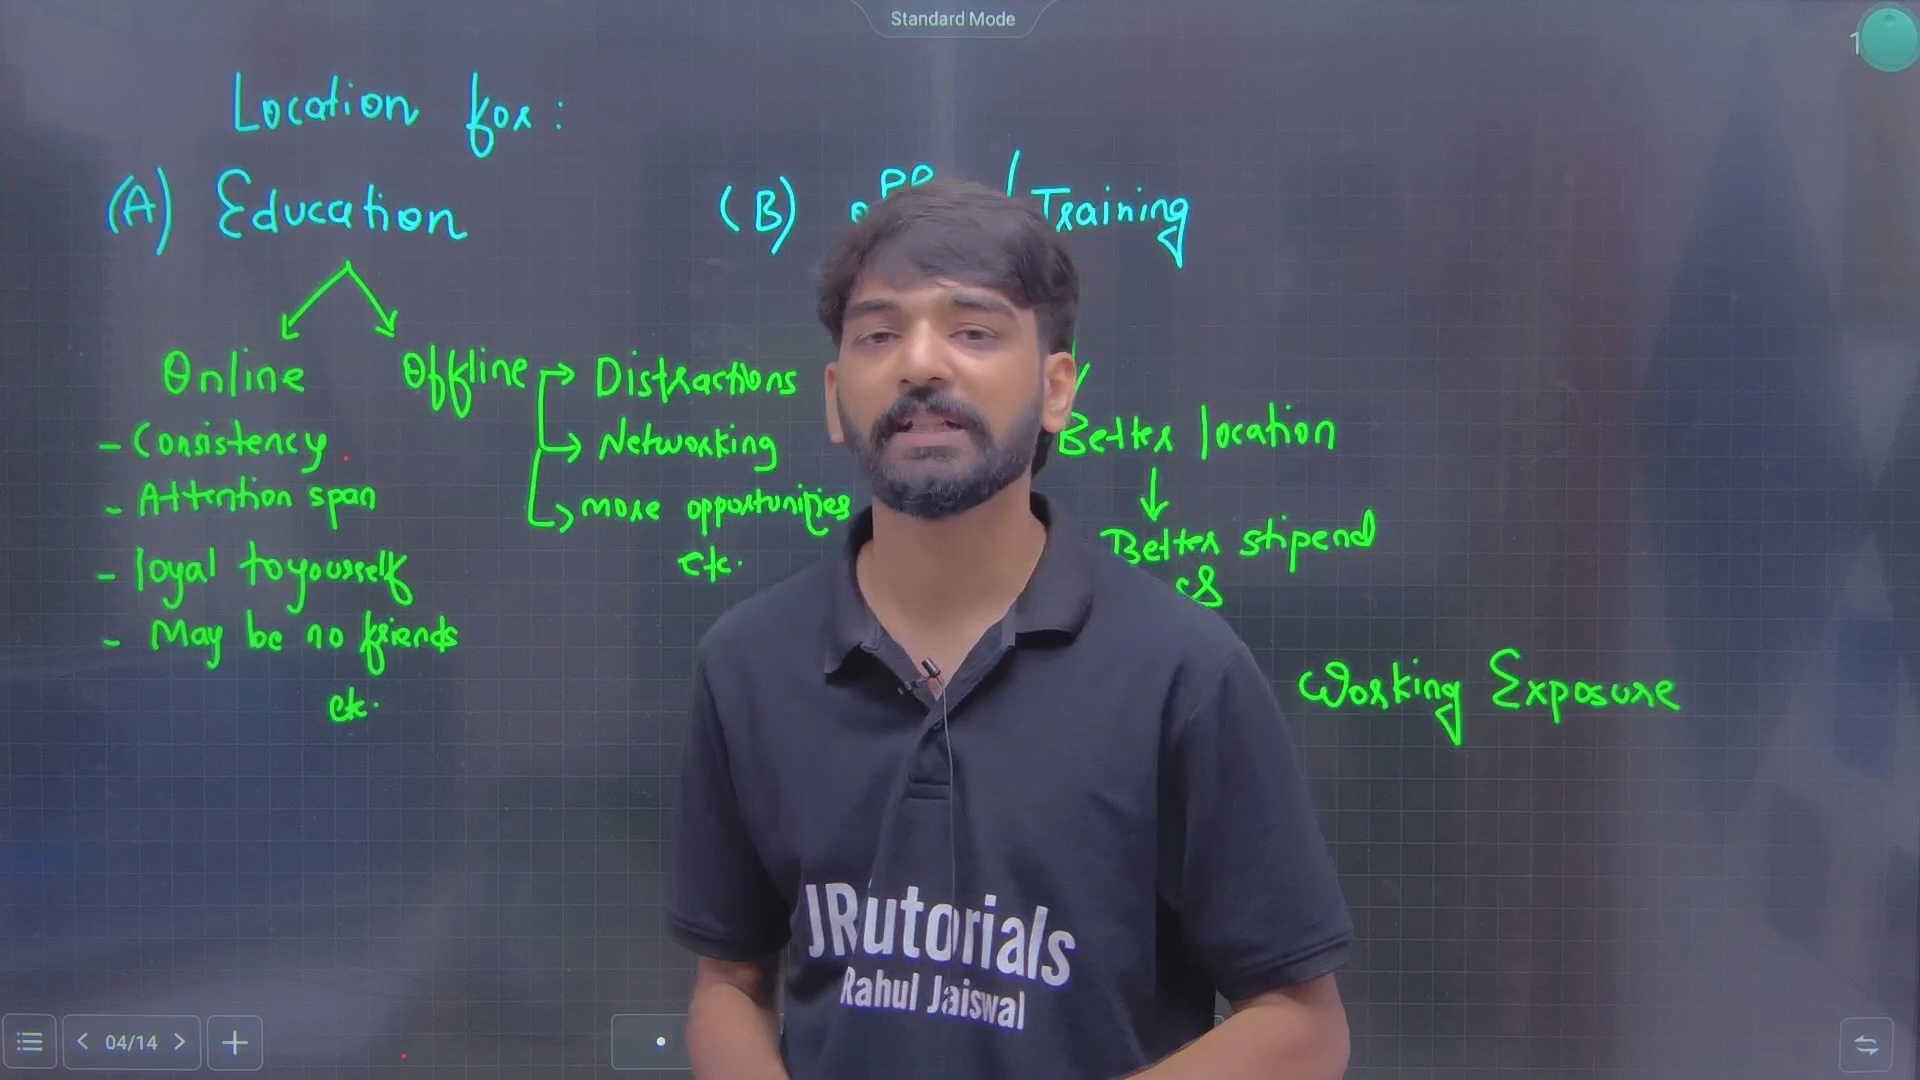 Standard Mode
1
Location for:
(A) Education
(B) / Training
Online
Offline → Distractions
→ Networking
→ more opportunities
etc.
- Consistency
- Attention span
- loyal to yourself
- May be no friends
etc.
Better location
↓
Better stipend
&
Working Exposure
JRutorials
Rahul Jaiswal
04/14